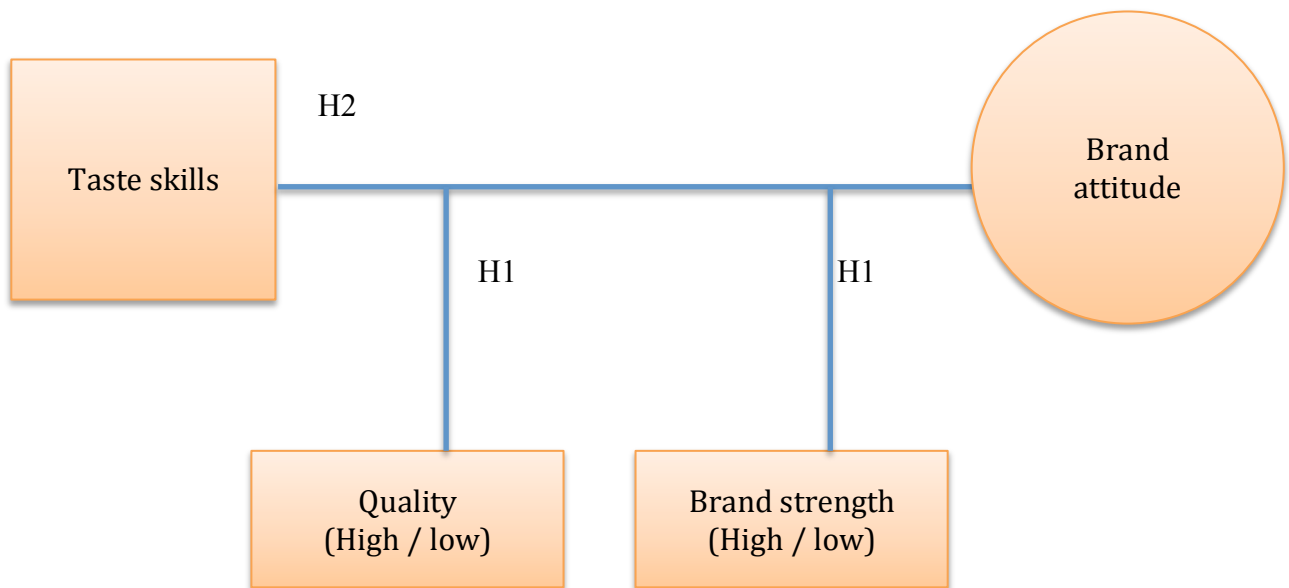 H2
Taste skills
Brand
attitude
H1
H1
Quality
(High / low)
Brand strength
(High / low)